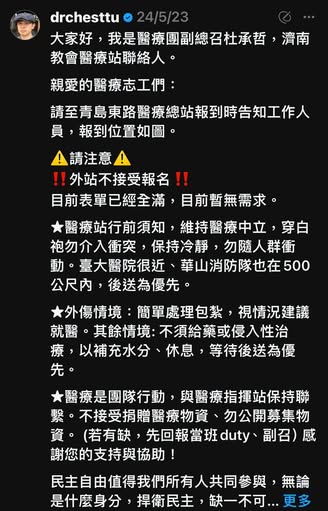 drchesttu 24/5/23
大家好，我是醫療團副總召杜承哲，濟南
教會醫療站聯絡人。
親愛的醫療志工們：
請至青島東路醫療總站報到時告知工作人
員，報到位置如圖。
⚠️請注意⚠️
‼️外站不接受報名 ‼️
目前表單已經全滿，目前暫無需求。
★醫療站行前須知，維持醫療中立，穿白
袍勿介入衝突，保持冷靜，勿隨人群衝
動。臺大醫院很近、華山消防隊也在500
公尺內，後送為優先。
★外傷情境：簡單處理包紮，視情況建議
就醫。其餘情境: 不須給藥或侵入性治
療，以補充水分、休息，等待後送為優
先。
★醫療是團隊行動，與醫療指揮站保持聯
繫。不接受捐贈醫療物資、勿公開募集物
資。 (若有缺，先回報當班duty、副召) 感
謝您的支持與協助！
民主自由值得我們所有人共同參與，無論
是什麼身分，捍衛民主，缺一不可... 更多